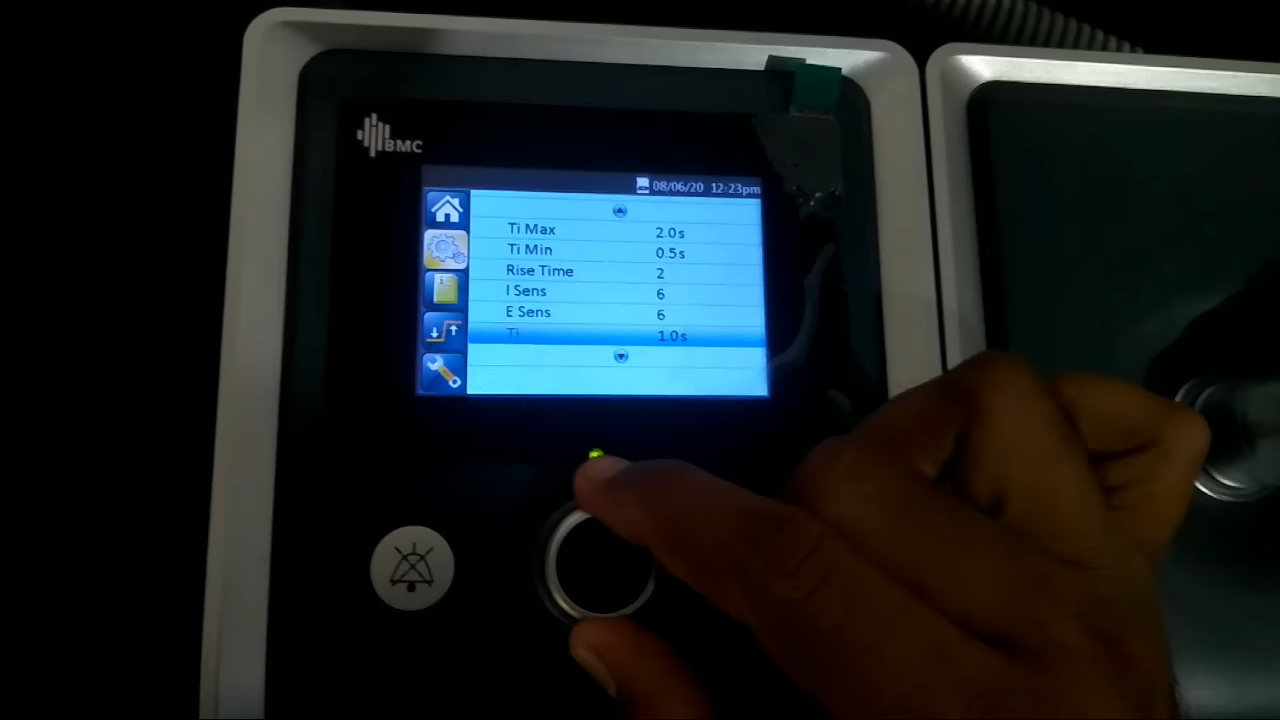 BMC
08/06/20 12:23pm
Ti Max 2.0s
Ti Min 0.5s
Rise Time 2
I Sens 6
E Sens 6
Ti 1.0s